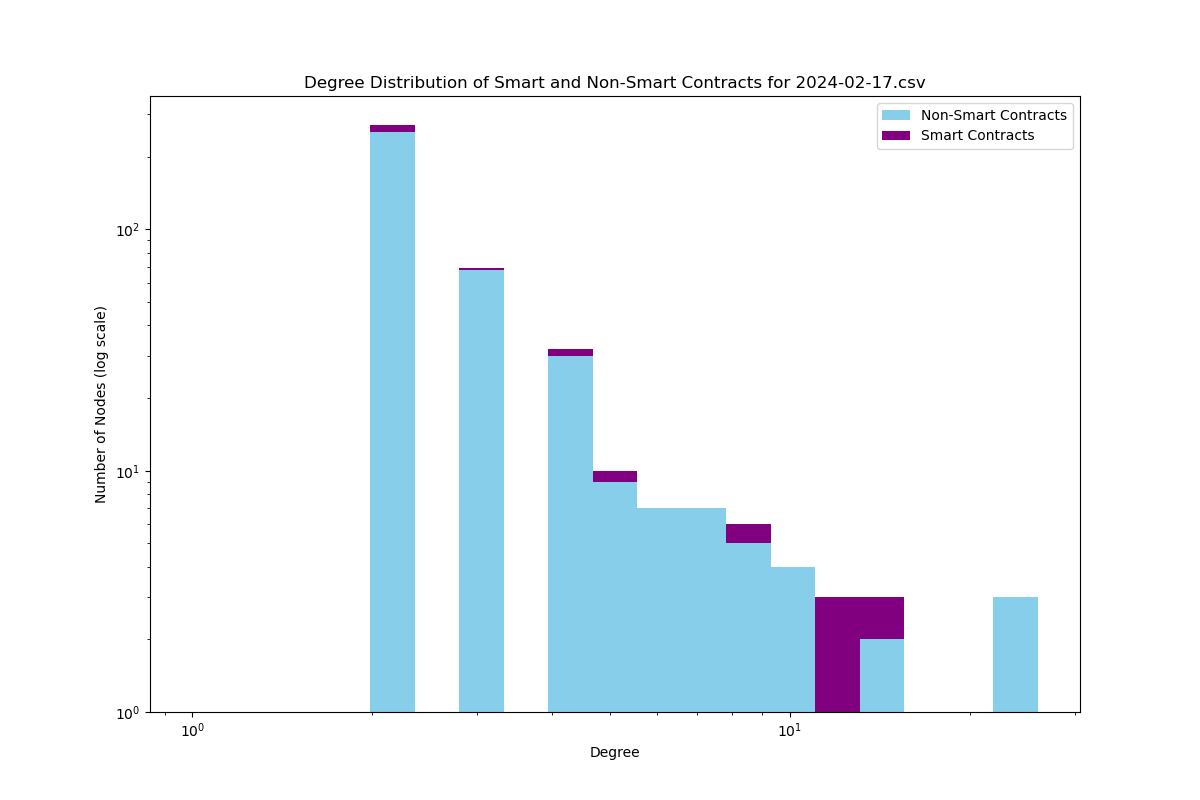 Degree Distribution of Smart and Non-Smart Contracts for 2024-02-17.csv
Non-Smart Contracts
Smart Contracts
Number of Nodes (log scale)
10²
10¹
10⁰
10⁰ 10¹
Degree